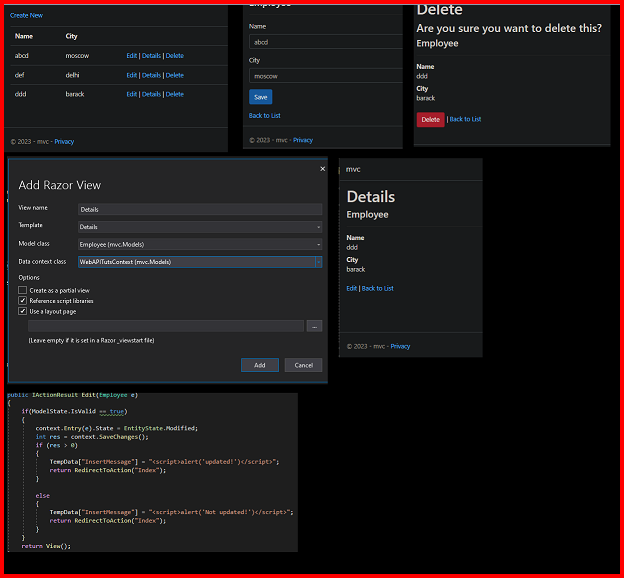 Create New
Name City
abcd moscow Edit | Details | Delete
def delhi Edit | Details | Delete
ddd barack Edit | Details | Delete
© 2023 - mvc - Privacy
Name
abcd
City
moscow
Save
Back to List
© 2023 - mvc - Privacy
Delete
Are you sure you want to delete this?
Employee
Name
ddd
City
barack
Delete | Back to List
Add Razor View
View name Details
Template Details
Model class Employee (mvc.Models)
Data context class WebAPITutsContext (mvc.Models)
Options
Create as a partial view
Reference script libraries
Use a layout page
...
(Leave empty if it is set in a Razor _viewstart file)
Add Cancel
mvc
Details
Employee
Name
ddd
City
barack
Edit | Back to List
© 2023 - mvc - Privacy
public IActionResult Edit(Employee e)
{
if(ModelState.IsValid == true)
{
context.Entry(e).State = EntityState.Modified;
int res = context.SaveChanges();
if (res > 0)
{
TempData["InsertMessage"] = "<script>alert('updated!')</script>";
return RedirectToAction("Index");
}
else
{
TempData["InsertMessage"] = "<script>alert('Not updated!')</script>";
return RedirectToAction("Index");
}
}
return View();